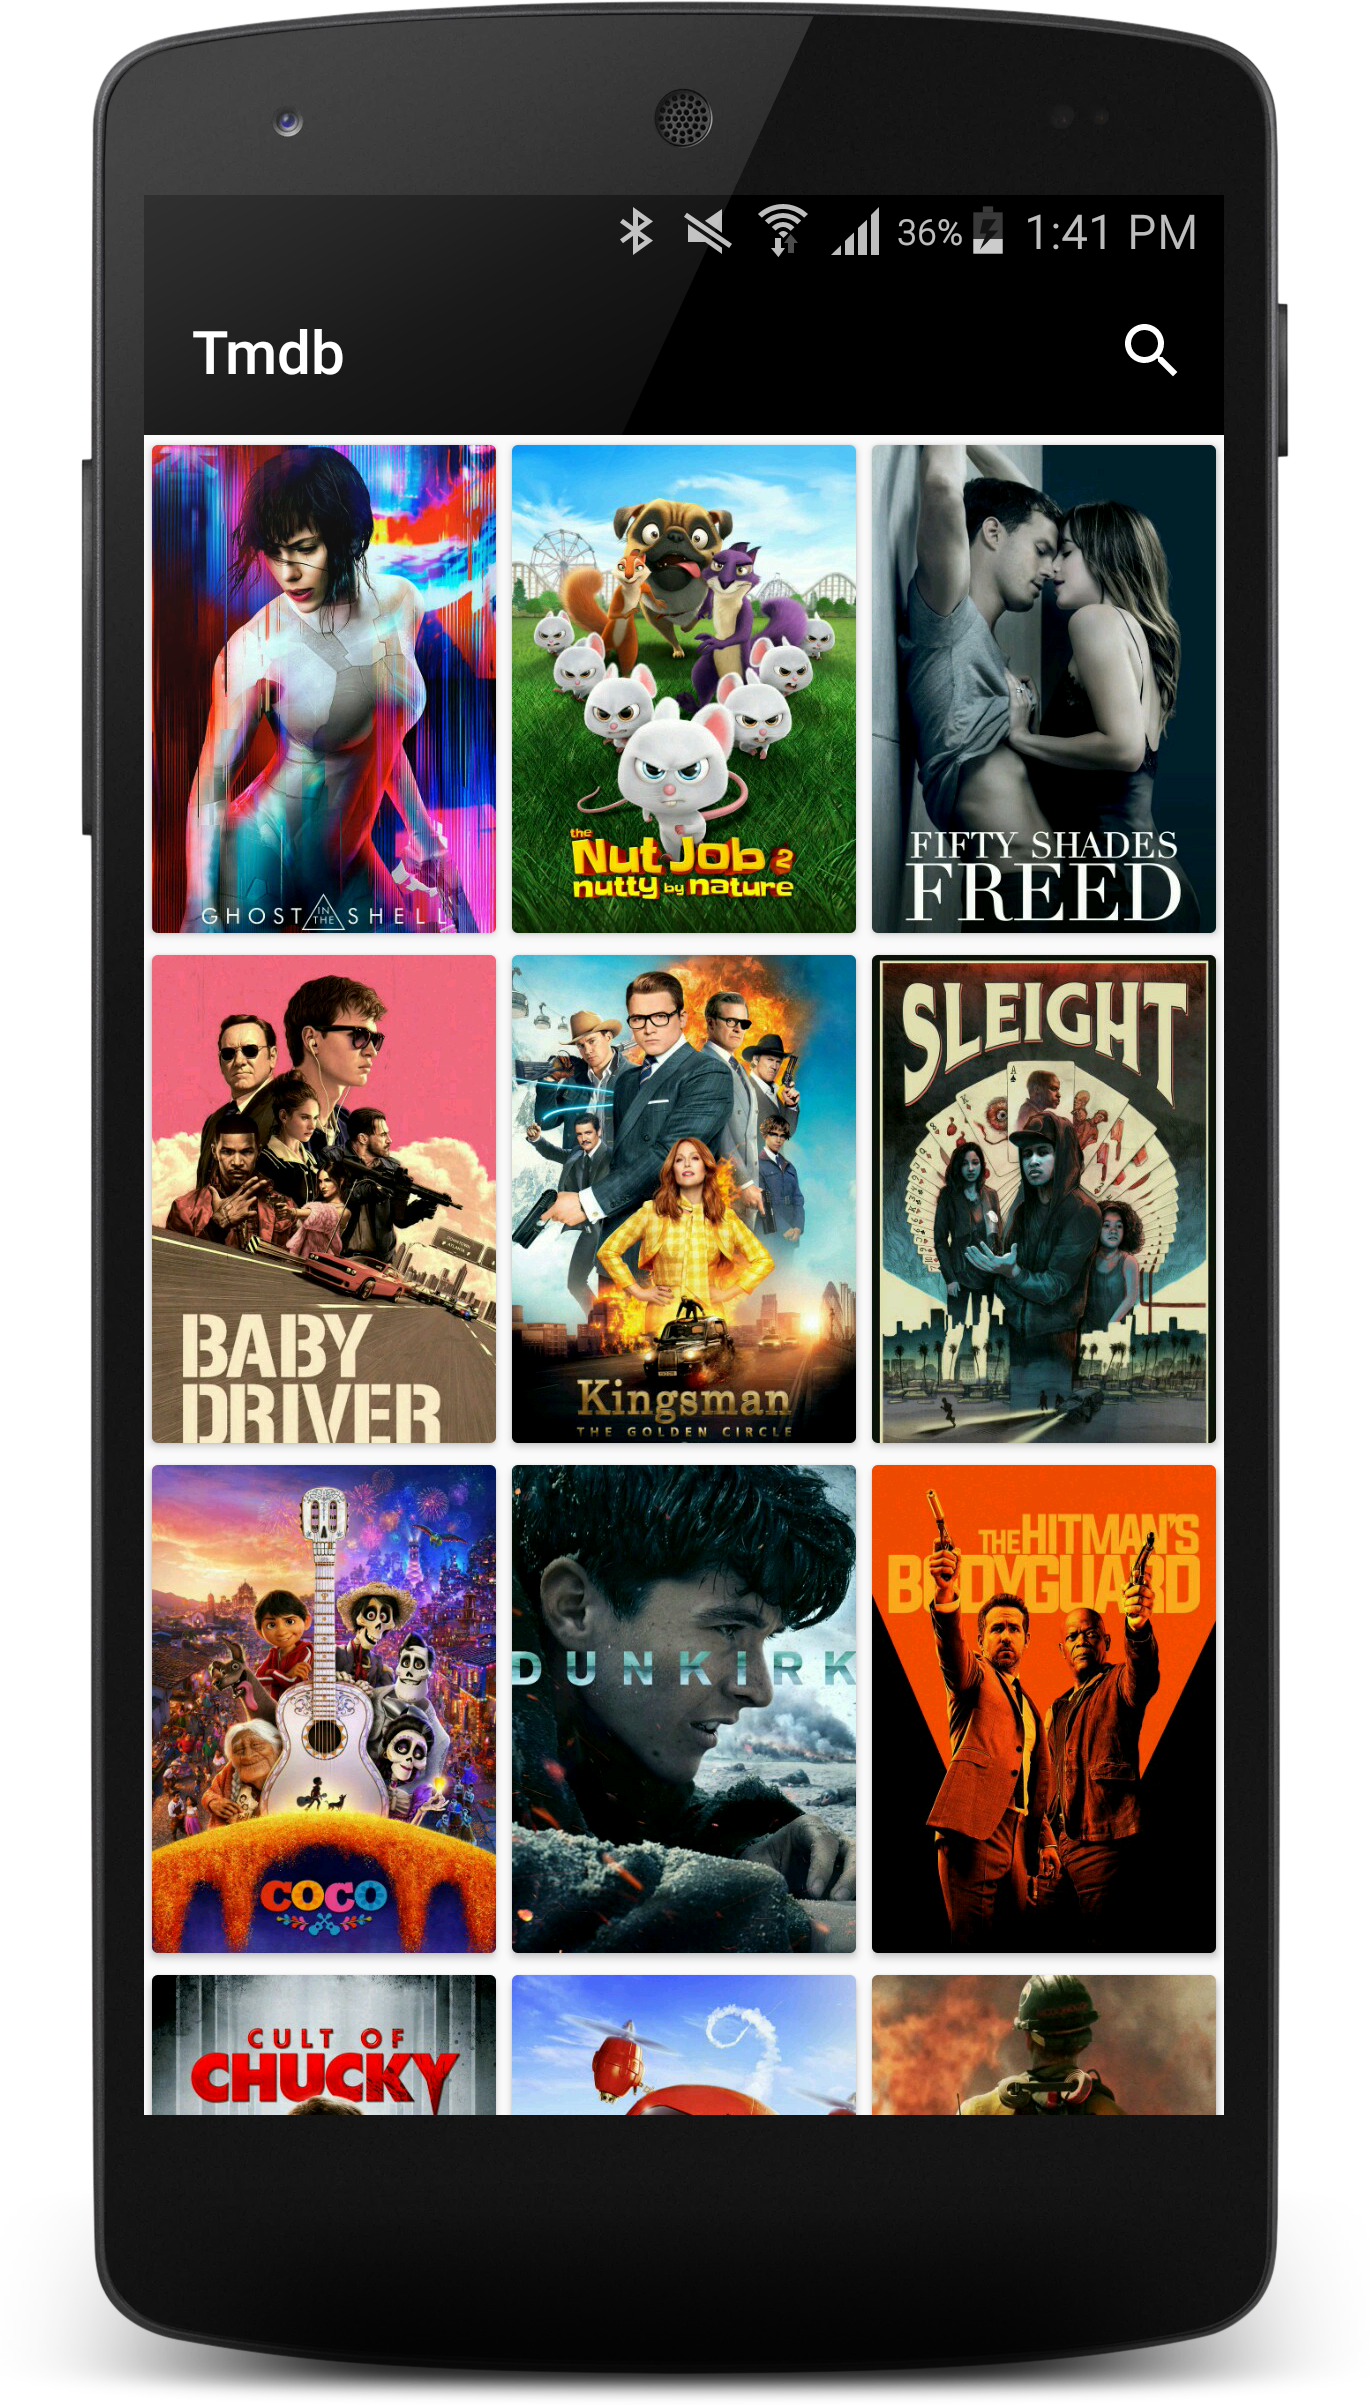 36% 1:41 PM
Tmdb
GHOST IN THE SHELL
the
Nut Job 2
nutty by nature
FIFTY SHADES
FREED
BABY
DRIVER
Kingsman
THE GOLDEN CIRCLE
SLEIGHT
A
COCO
DUNKIRK
THE HITMAN'S
BODYGUARD
CULT OF
CHUCKY